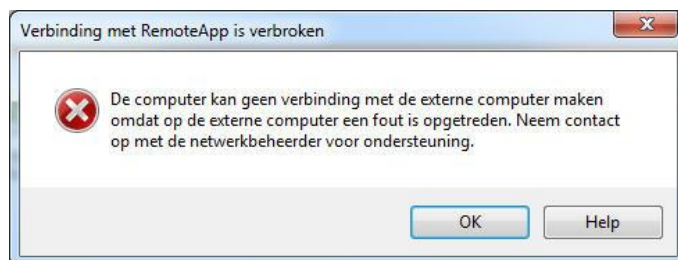 Verbinding met RemoteApp is verbroken
De computer kan geen verbinding met de externe computer maken
omdat op de externe computer een fout is opgetreden. Neem contact
op met de netwerkbeheerder voor ondersteuning.
OK
Help